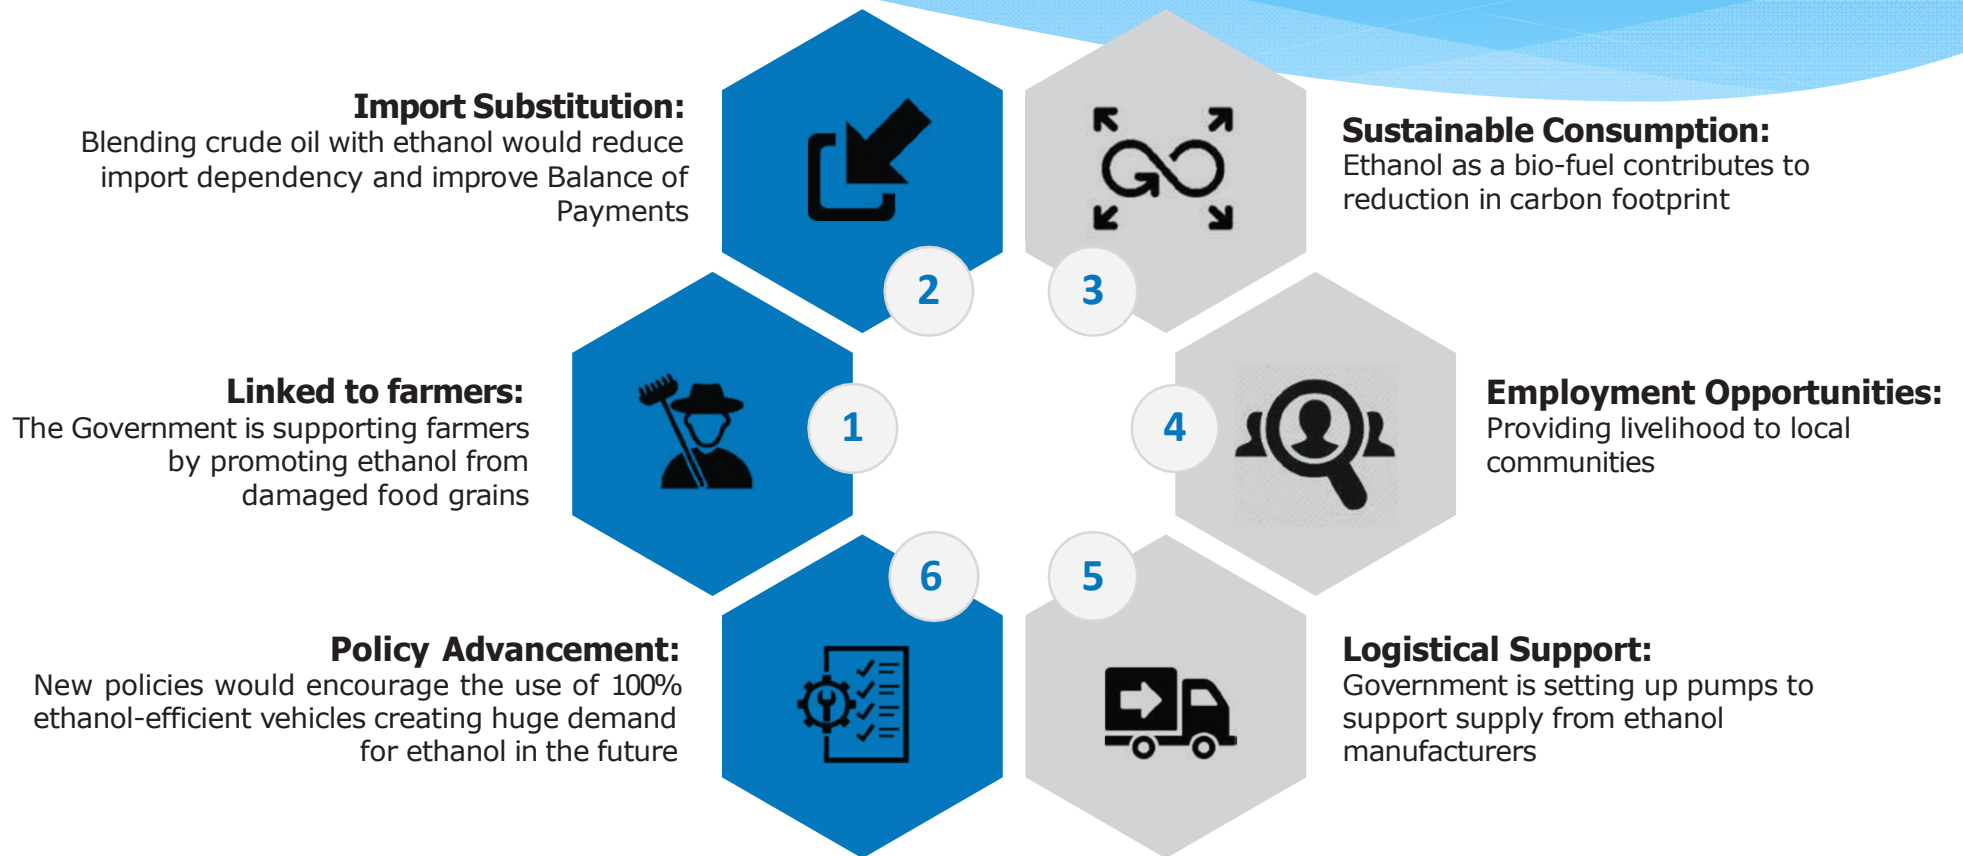 Import Substitution:
Blending crude oil with ethanol would reduce
import dependency and improve Balance of
Payments
2
3
Sustainable Consumption:
Ethanol as a bio-fuel contributes to
reduction in carbon footprint
Linked to farmers:
The Government is supporting farmers
by promoting ethanol from
damaged food grains
1
4
Employment Opportunities:
Providing livelihood to local
communities
6
5
Policy Advancement:
New policies would encourage the use of 100%
ethanol-efficient vehicles creating huge demand
for ethanol in the future
Logistical Support:
Government is setting up pumps to
support supply from ethanol
manufacturers